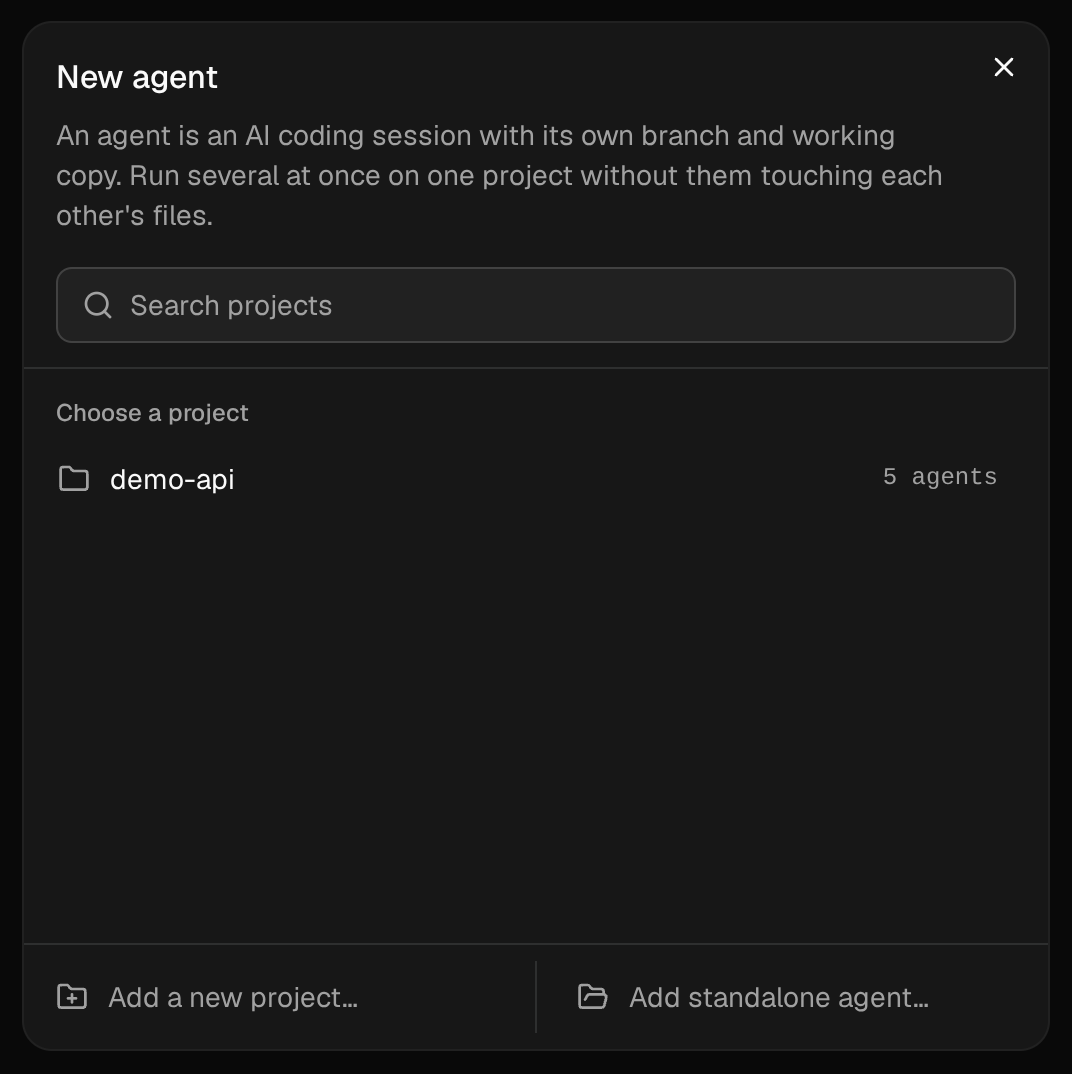 New agent
An agent is an AI coding session with its own branch and working
copy. Run several at once on one project without them touching each
other's files.
Search projects
Choose a project
demo-api
5 agents
Add a new project…
Add standalone agent…